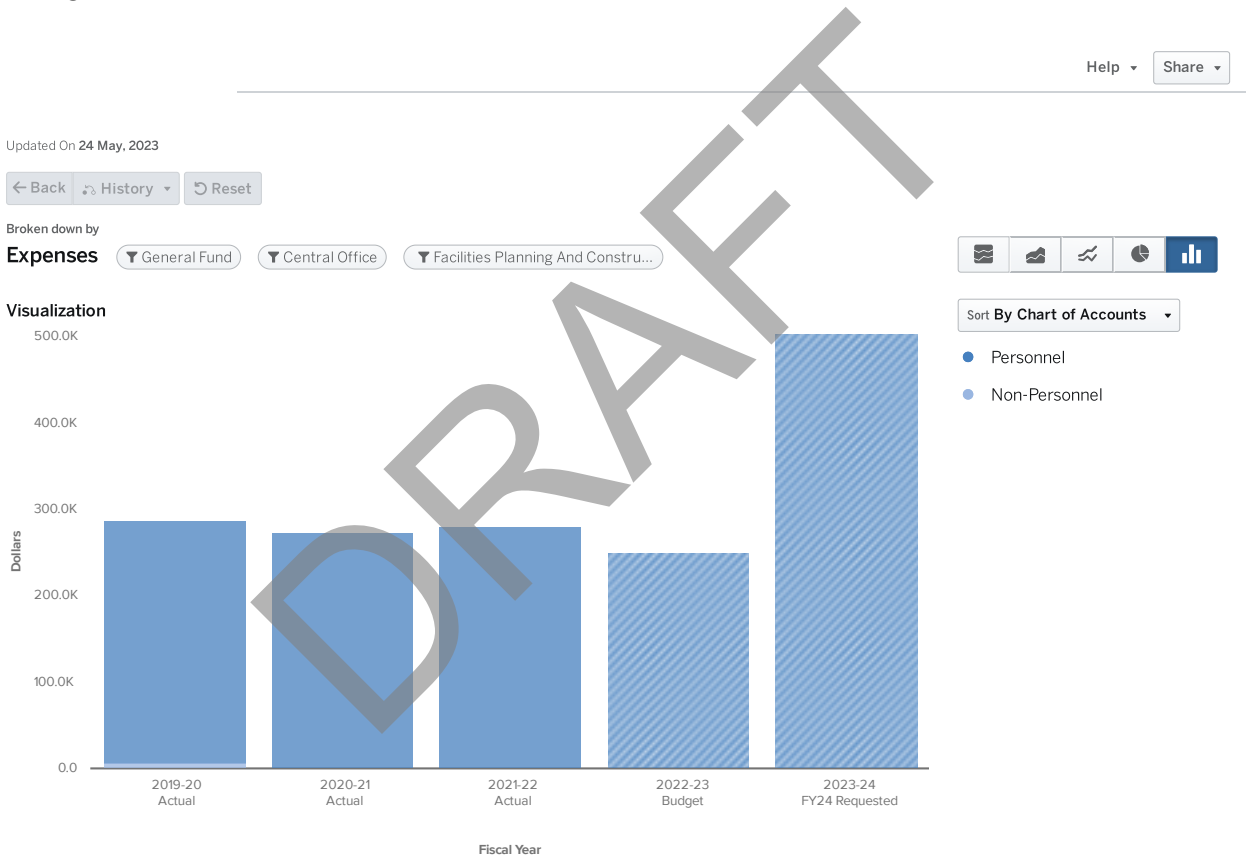 Help
Share
Updated On 24 May, 2023
Back
History
Reset
Broken down by
Expenses
General Fund
Central Office
Facilities Planning And Constru...
Visualization
Sort By Chart of Accounts
Personnel
Non-Personnel
500.0K
400.0K
300.0K
200.0K
100.0K
0.0
Dollars
2019-20
Actual
2020-21
Actual
2021-22
Actual
2022-23
Budget
2023-24
FY24 Requested
Fiscal Year
DRAFT